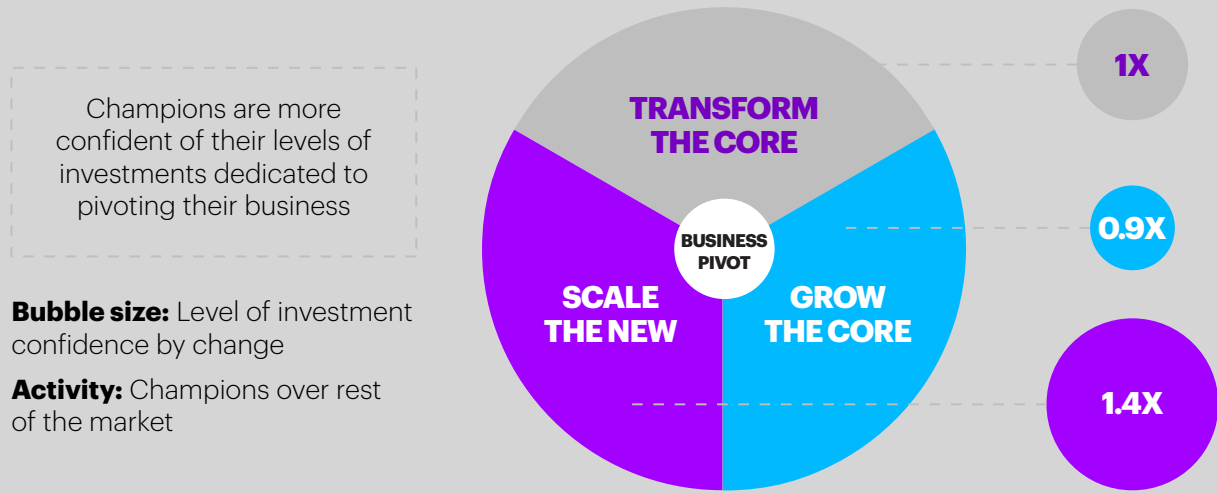 Champions are more
confident of their levels of
investments dedicated to
pivoting their business
Bubble size: Level of investment
confidence by change
Activity: Champions over rest
of the market
TRANSFORM
THE CORE
BUSINESS
PIVOT
SCALE
THE NEW
GROW
THE CORE
1X
0.9X
1.4X